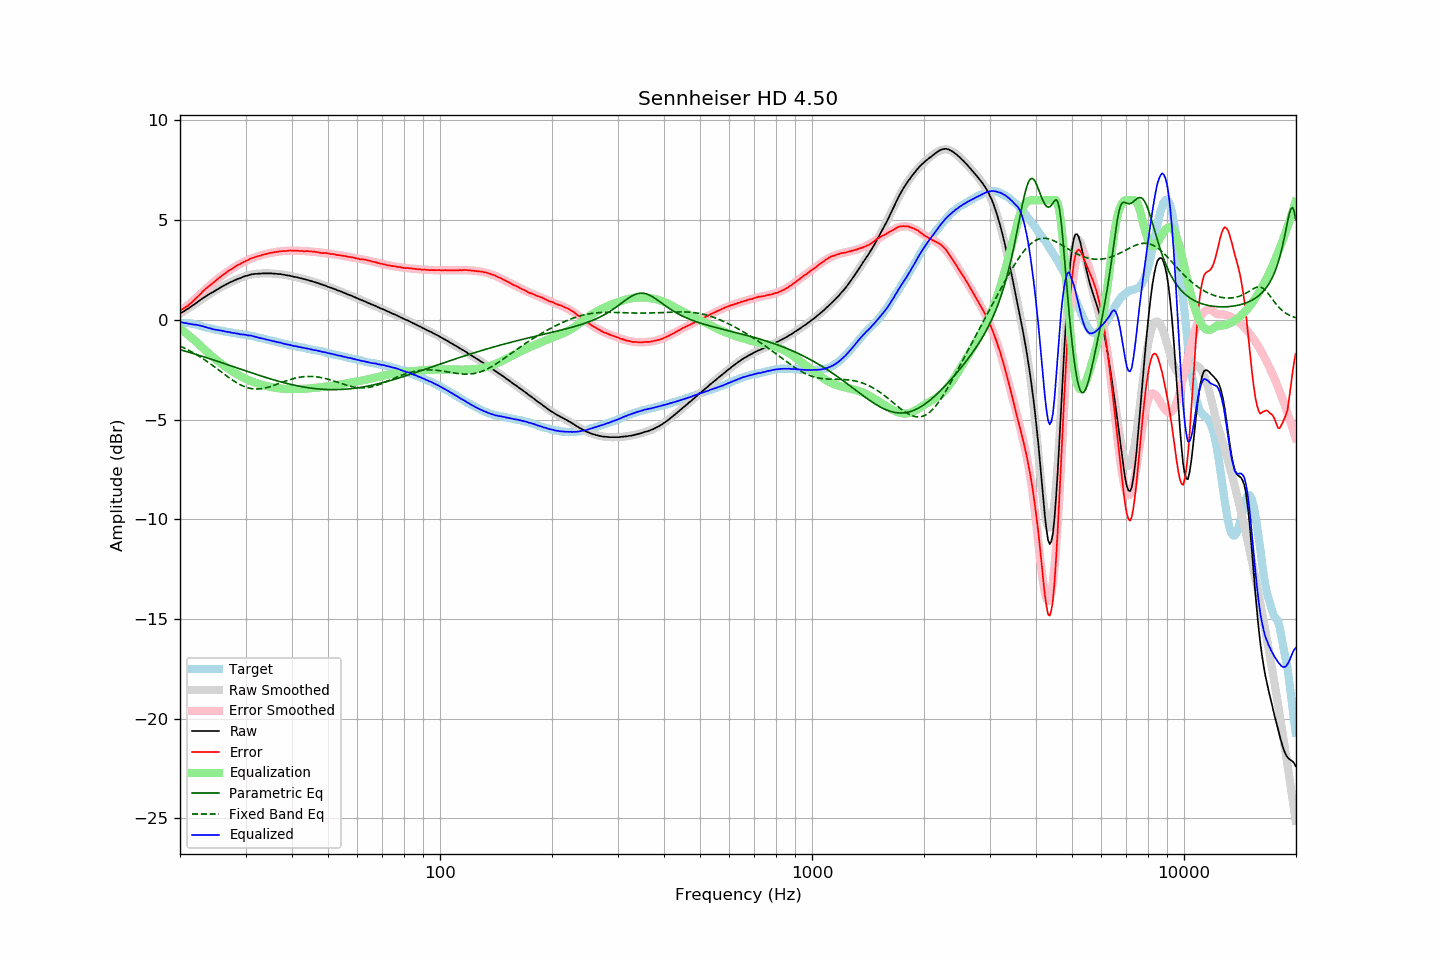 Sennheiser HD 4.50
10
5
0
−5
−10
−15
−20
−25
Amplitude (dBr)
Target
Raw Smoothed
Error Smoothed
Raw
Error
Equalization
Parametric Eq
Fixed Band Eq
Equalized
100
1000
10000
Frequency (Hz)